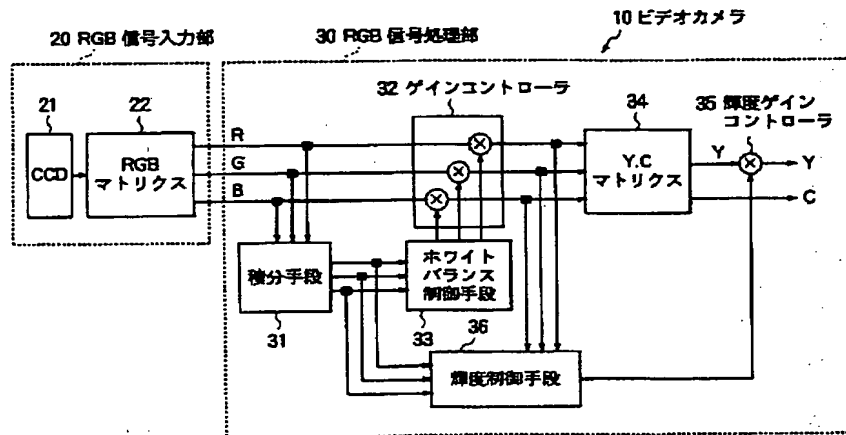 10 ビデオカメラ
20 RGB 信号入力部
30 RGB 信号処理部
21
22
32 ゲインコントローラ
34
35 輝度ゲイン
コントローラ
CCD
RGB
マトリクス
R
G
B
Y.C
マトリクス
Y
Y
C
積分手段
31
ホワイト
バランス
制御手段
33
36
輝度制御手段